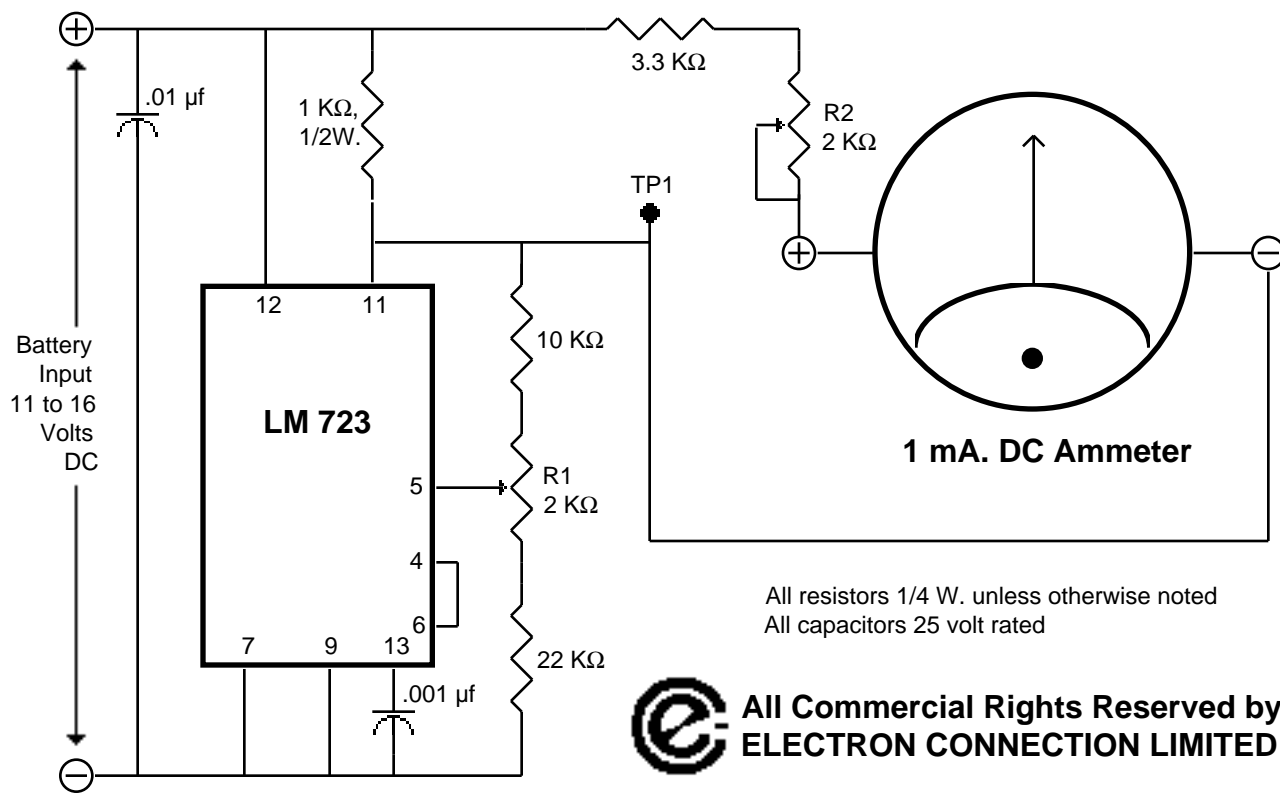 .01 µf
1 KΩ,
1/2W.
3.3 KΩ
R2
2 KΩ
TP1
12
11
10 KΩ
Battery
Input
11 to 16
Volts
DC
LM 723
1 mA. DC Ammeter
5
R1
2 KΩ
4
6
All resistors 1/4 W. unless otherwise noted
All capacitors 25 volt rated
7
9
13
22 KΩ
.001 µf
e
All Commercial Rights Reserved by
ELECTRON CONNECTION LIMITED